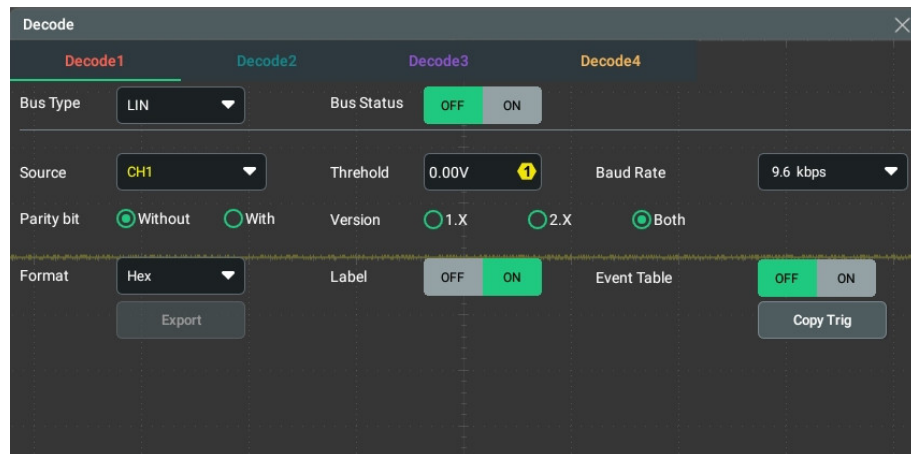 Decode
Decode1 Decode2 Decode3 Decode4
Bus Type LIN Bus Status OFF ON
Source CH1 Threhold 0.00V 1 Baud Rate 9.6 kbps
Parity bit Without With Version 1.X 2.X Both
Format Hex Label OFF ON Event Table OFF ON
Export Copy Trig